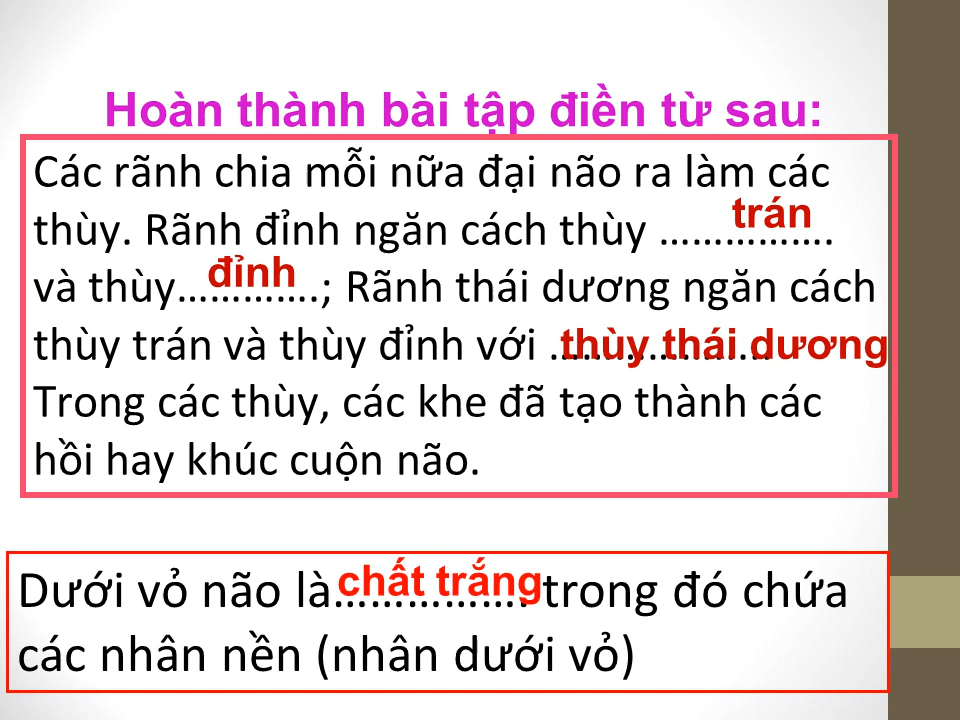 Hoàn thành bài tập điền từ sau:
Các rãnh chia mỗi nữa đại não ra làm các
thùy. Rãnh đỉnh ngăn cách thùy ……………. trán
và thùy………….; Rãnh thái dương ngăn cách đỉnh
thùy trán và thùy đỉnh với ………………… thùy thái dương
Trong các thùy, các khe đã tạo thành các
hồi hay khúc cuộn não.
Dưới vỏ não là……………. trong đó chứa chất trắng
các nhân nền (nhân dưới vỏ)